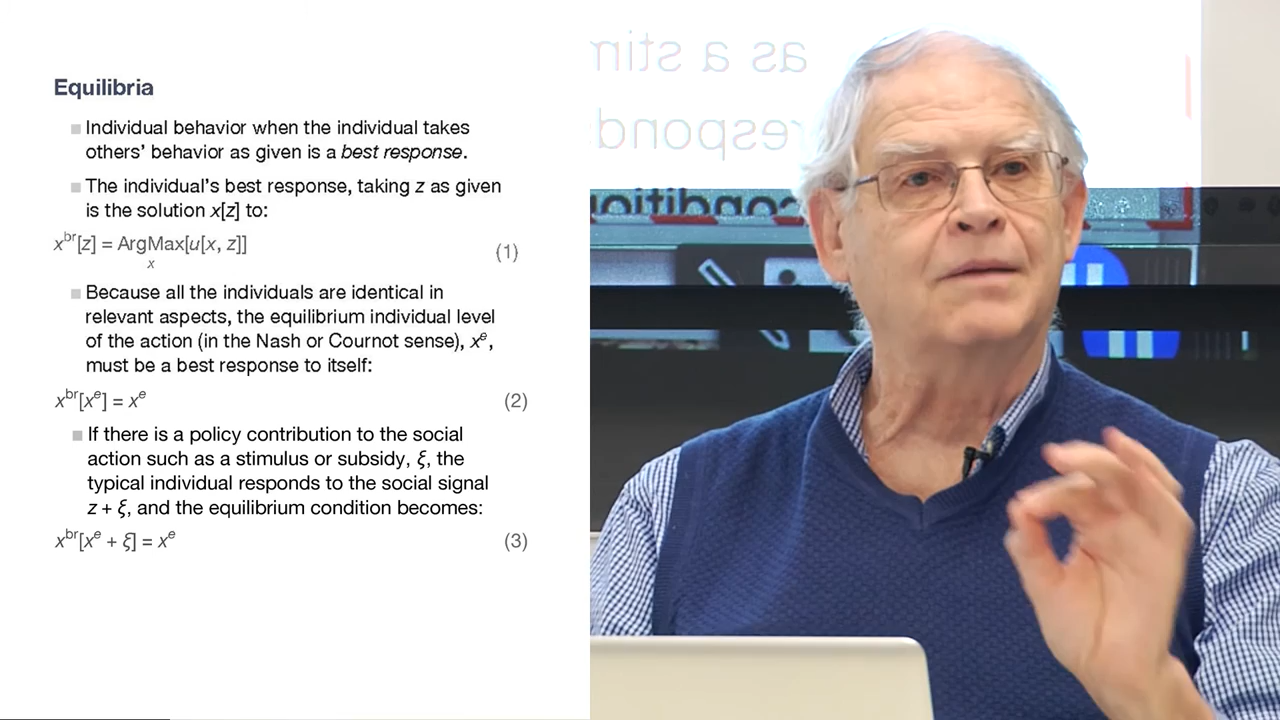 Equilibria
Individual behavior when the individual takes
others’ behavior as given is a best response.
The individual’s best response, taking z as given
is the solution x[z] to:
x^br[z] = ArgMax[u[x, z]] (1)
x
Because all the individuals are identical in
relevant aspects, the equilibrium individual level
of the action (in the Nash or Cournot sense), x^e,
must be a best response to itself:
x^br[x^e] = x^e (2)
If there is a policy contribution to the social
action such as a stimulus or subsidy, ξ, the
typical individual responds to the social signal
z + ξ, and the equilibrium condition becomes:
x^br[x^e + ξ] = x^e (3)
as a stim
respond
condition